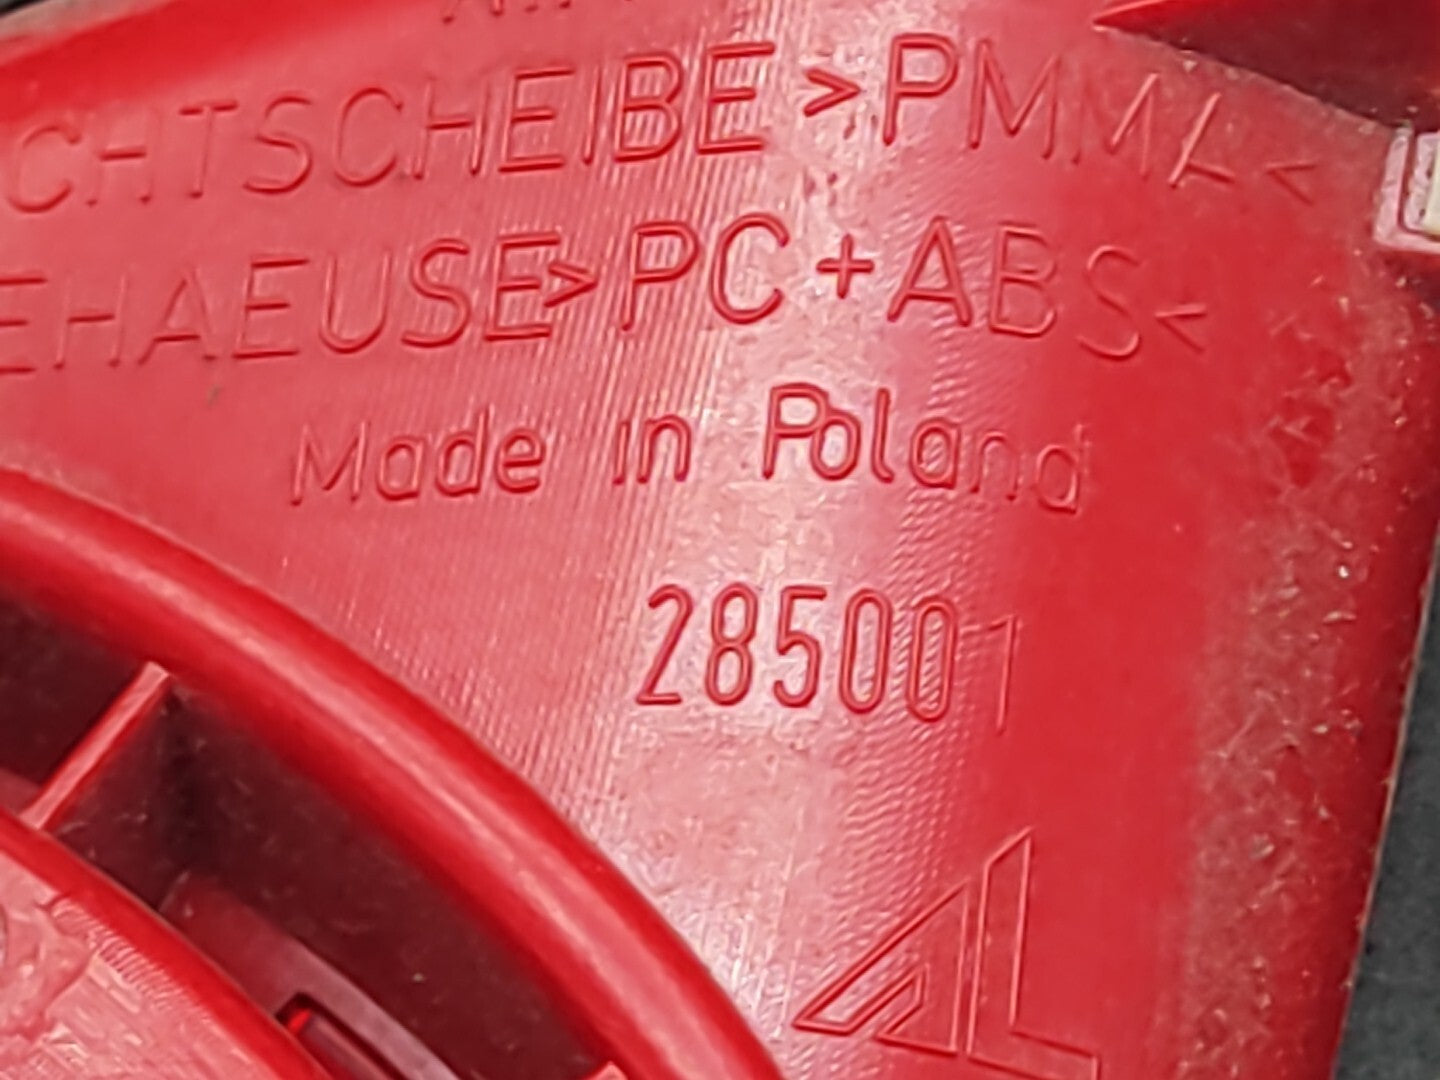 CHTSCHEIBE >PMMA<
EHAEUSE >PC+ABS<
Made in Poland
285001
AL